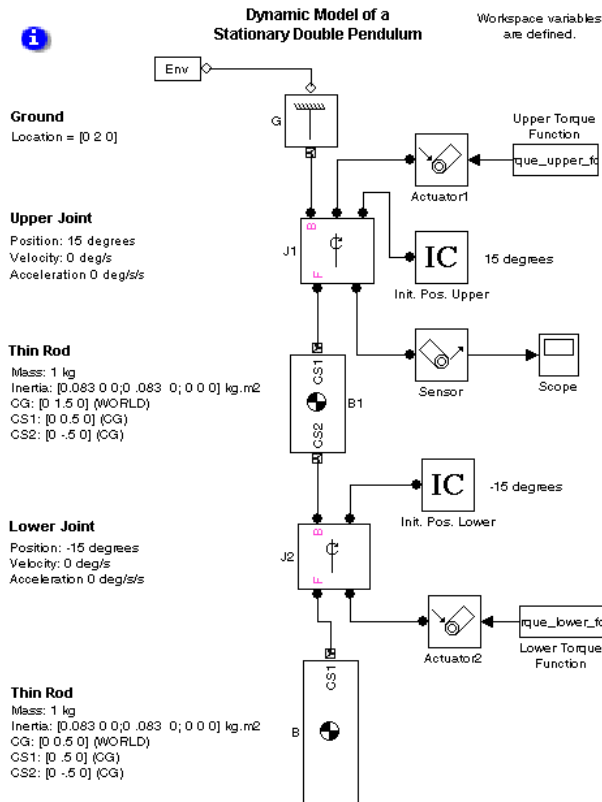 Dynamic Model of a
Stationary Double Pendulum
Workspace variables
are defined.
i
Env
Ground
Location = [0 2 0]
G
Upper Torque
Function
rque_upper_fo
Actuator1
Upper Joint
Position: 15 degrees
Velocity: 0 deg/s
Acceleration 0 deg/s/s
B
J1
F
IC
15 degrees
Init. Pos. Upper
Thin Rod
Mass: 1 kg
Inertia: [0.083 0 0;0 .083 0; 0 0 0] kg.m2
CG: [0 1.5 0] (WORLD)
CS1: [0 0.5 0] (CG)
CS2: [0 -.5 0] (CG)
CS1
CS2
B1
Sensor
Scope
IC
-15 degrees
Init. Pos. Lower
Lower Joint
Position: -15 degrees
Velocity: 0 deg/s
Acceleration 0 deg/s/s
B
J2
F
Actuator2
rque_lower_fo
Lower Torque
Function
Thin Rod
Mass: 1 kg
Inertia: [0.083 0 0;0 .083 0; 0 0 0] kg.m2
CG: [0 0.5 0] (WORLD)
CS1: [0 .5 0] (CG)
CS2: [0 -.5 0] (CG)
CS1
B